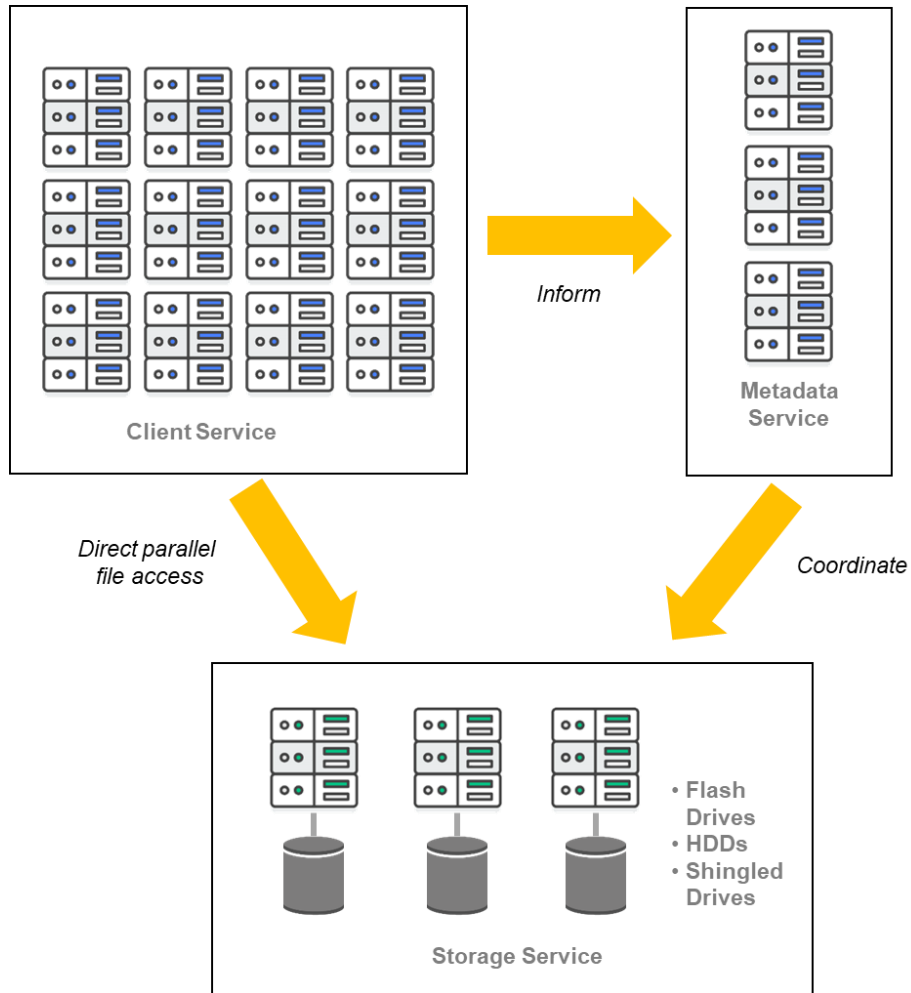 Client Service
Inform
Metadata
Service
Direct parallel
file access
Coordinate
• Flash
Drives
• HDDs
• Shingled
Drives
Storage Service